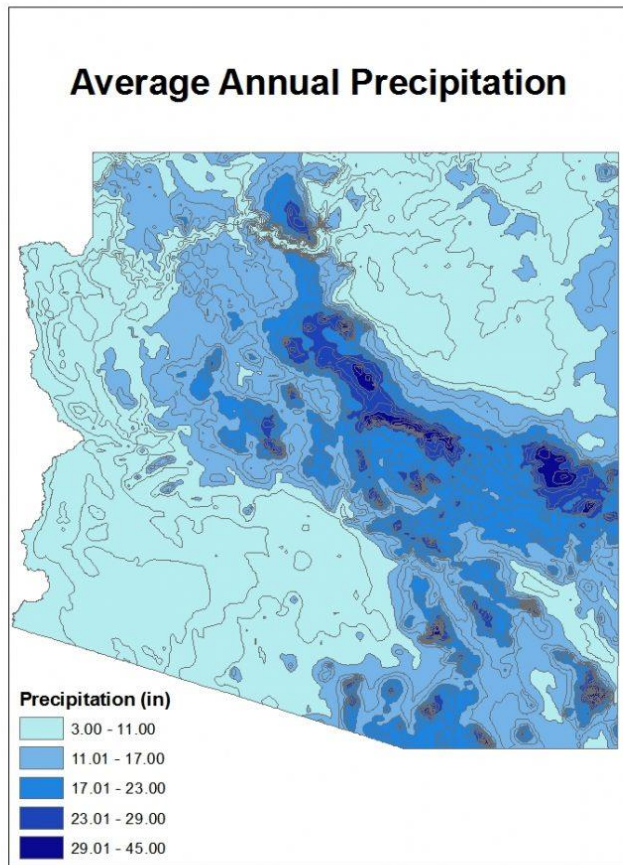 Average Annual Precipitation
Precipitation (in)
3.00 - 11.00
11.01 - 17.00
17.01 - 23.00
23.01 - 29.00
29.01 - 45.00